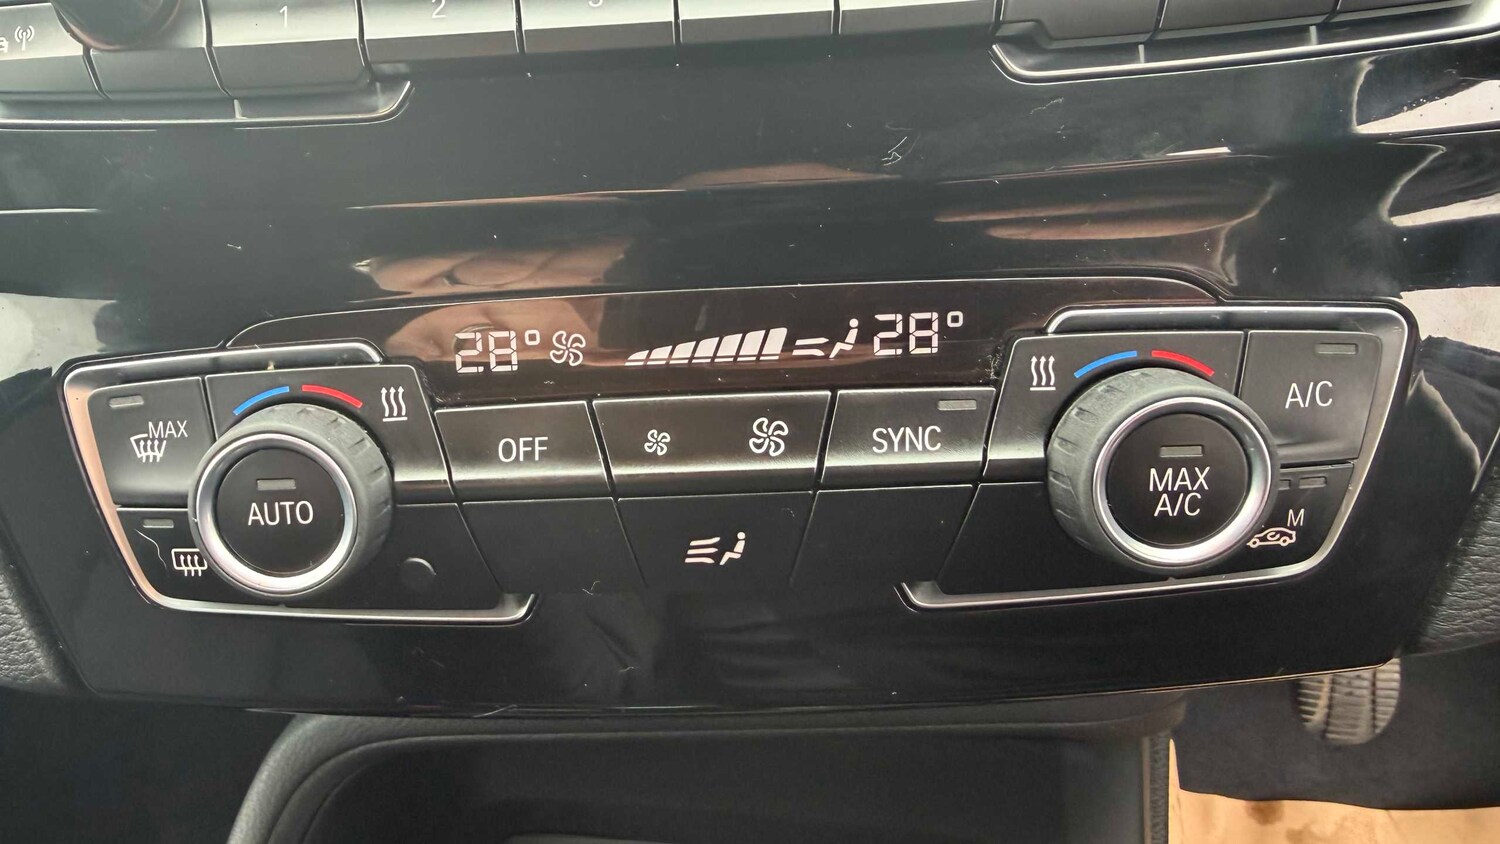 1 2
28° 28°
MAX
OFF
SYNC
A/C
AUTO
MAX
A/C
M